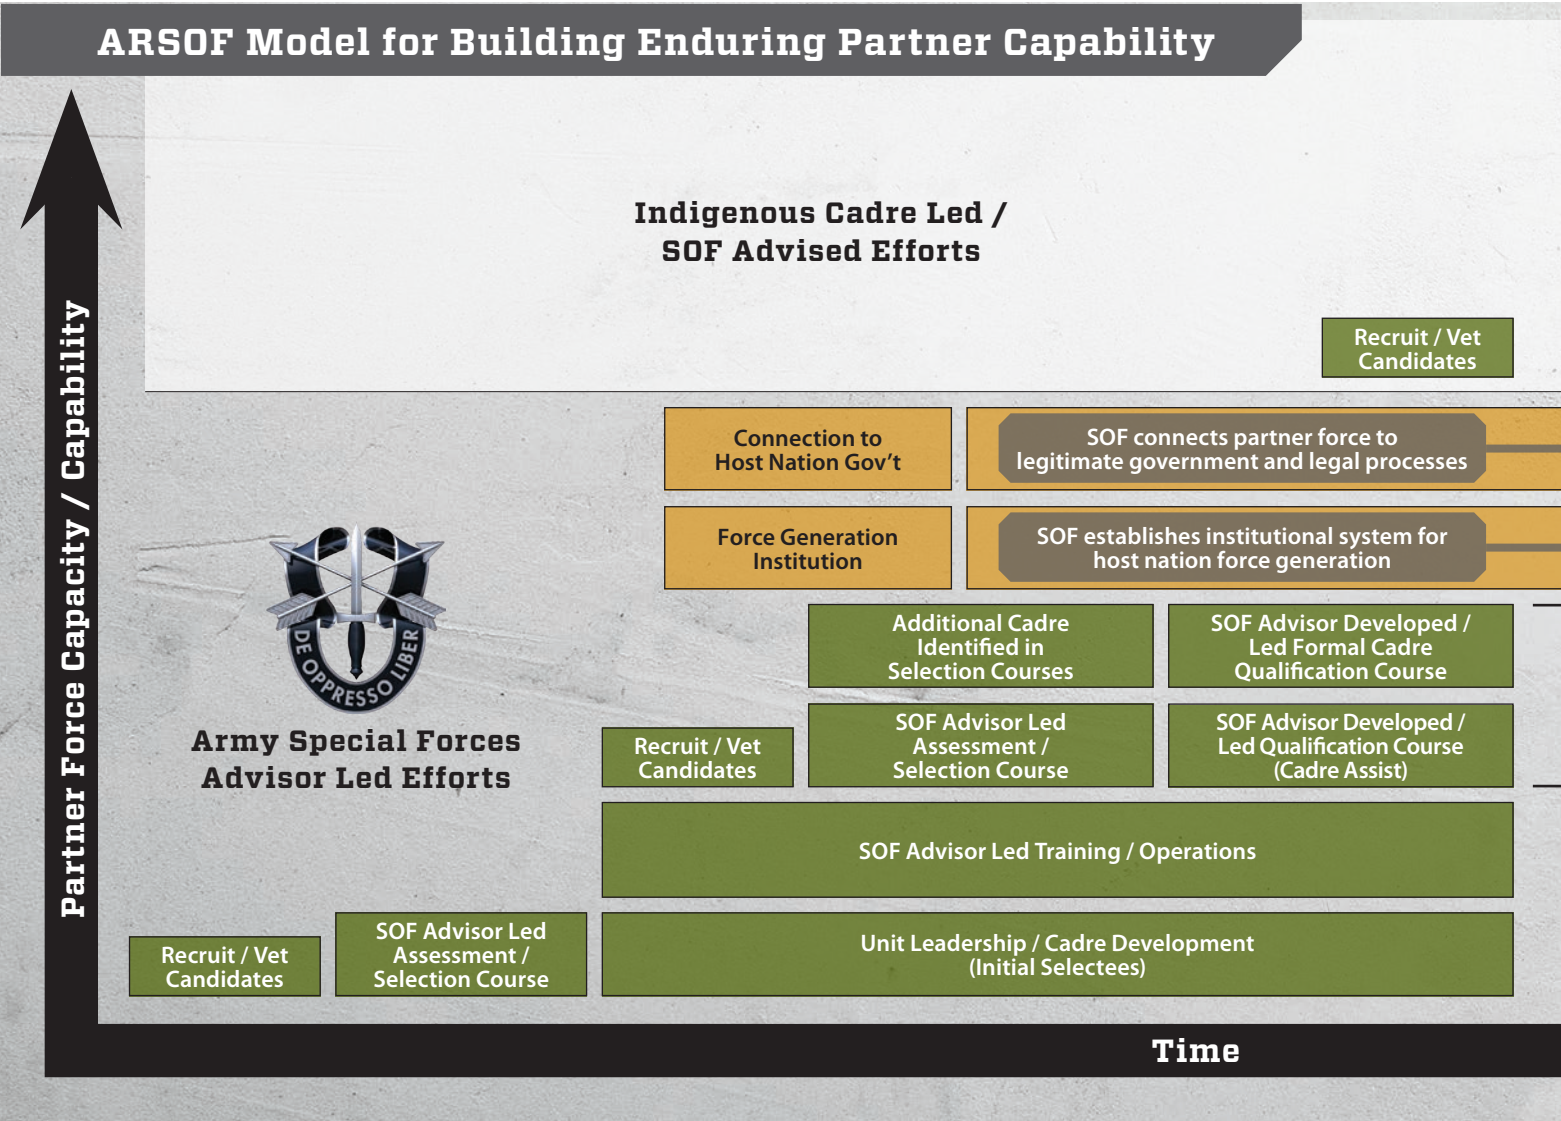 ARSOF Model for Building Enduring Partner Capability
Partner Force Capacity / Capability
Indigenous Cadre Led /
SOF Advised Efforts
Recruit / Vet
Candidates
Connection to
Host Nation Gov’t
SOF connects partner force to
legitimate government and legal processes
Force Generation
Institution
SOF establishes institutional system for
host nation force generation
DE OPPRESSO LIBER
Army Special Forces
Advisor Led Efforts
Additional Cadre
Identified in
Selection Courses
SOF Advisor Developed /
Led Formal Cadre
Qualification Course
Recruit / Vet
Candidates
SOF Advisor Led
Assessment /
Selection Course
SOF Advisor Developed /
Led Qualification Course
(Cadre Assist)
SOF Advisor Led Training / Operations
Recruit / Vet
Candidates
SOF Advisor Led
Assessment /
Selection Course
Unit Leadership / Cadre Development
(Initial Selectees)
Time